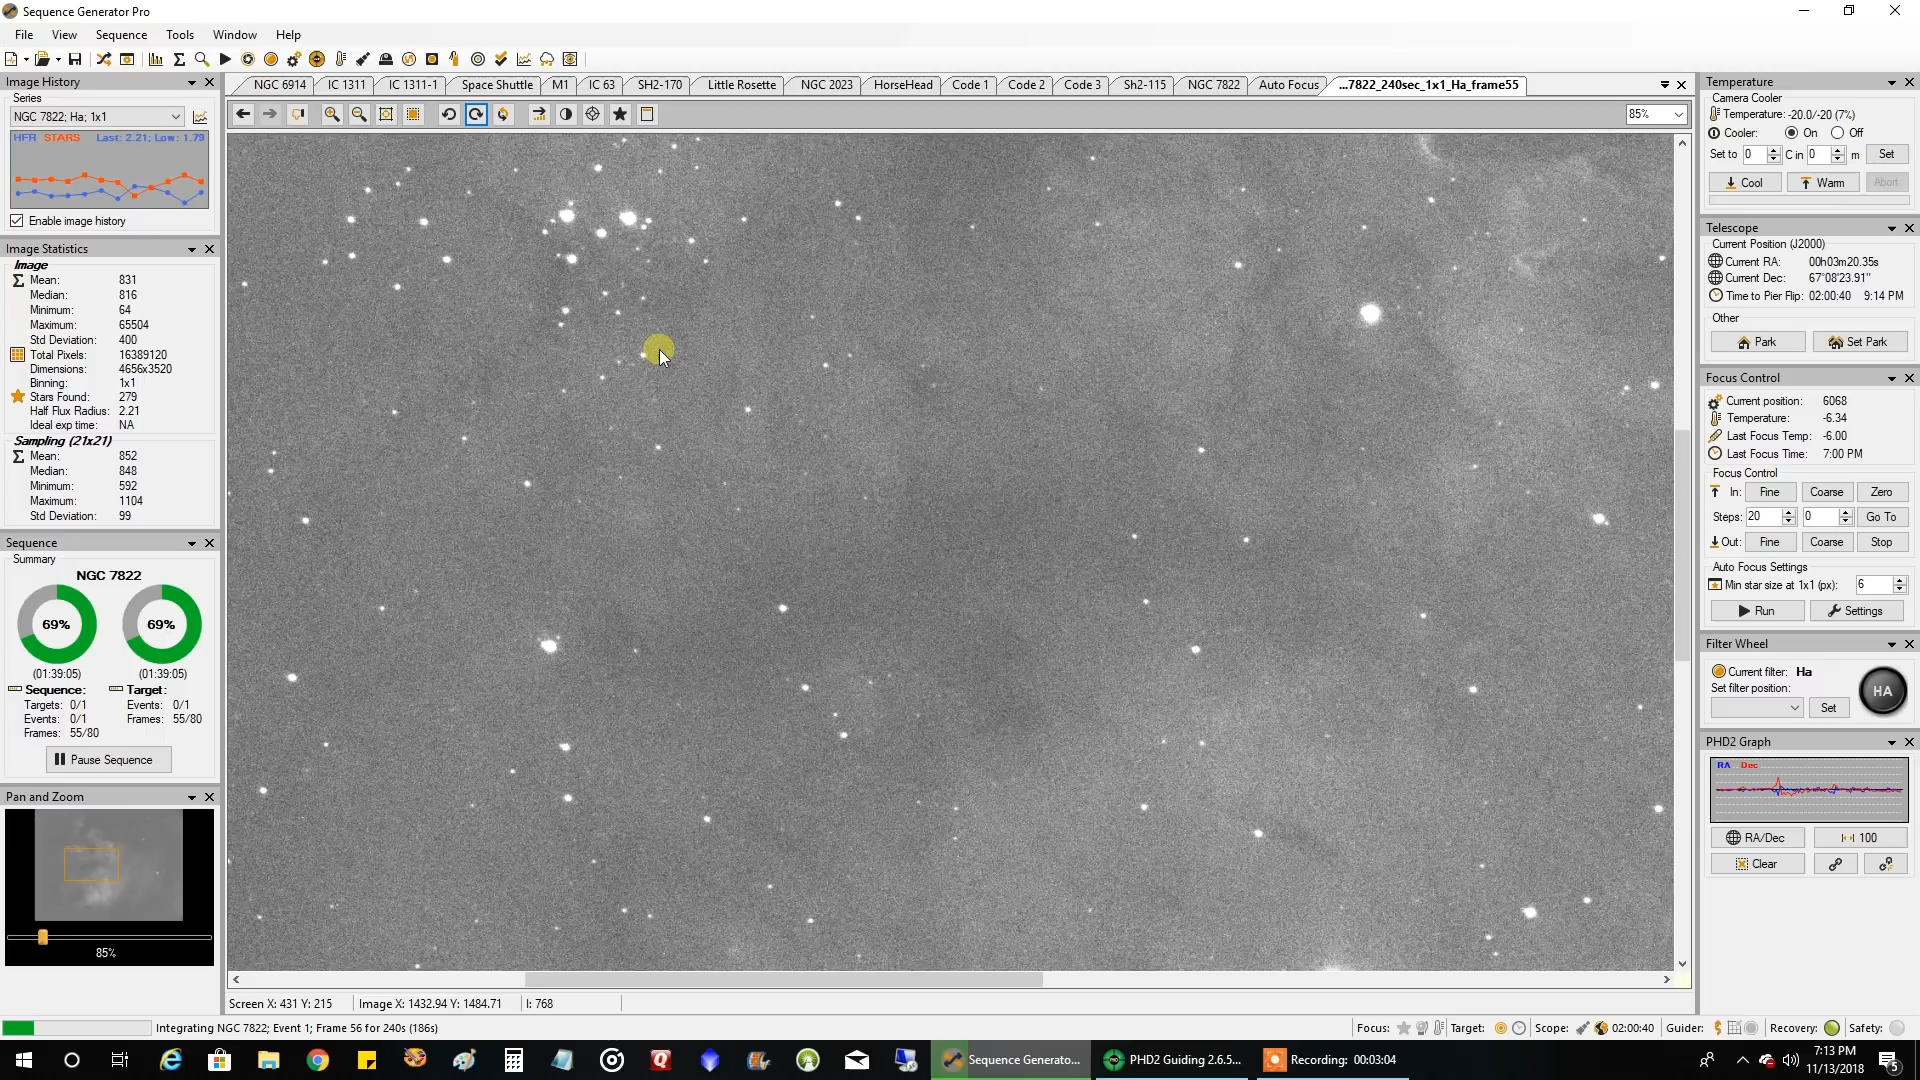 Sequence Generator Pro
File View Sequence Tools Window Help
Image History
Series
NGC 7822; Ha; 1x1
HFR STARS Last: 2.21; Low: 1.79
Enable image history
Image Statistics
Image
Mean: 831
Median: 816
Minimum: 64
Maximum: 65504
Std Deviation: 400
Total Pixels: 16389120
Dimensions: 4656x3520
Binning: 1x1
Stars Found: 279
Half Flux Radius: 2.21
Ideal exp time: NA
Sampling (21x21)
Mean: 852
Median: 848
Minimum: 592
Maximum: 1104
Std Deviation: 99
Sequence
Summary
NGC 7822
69% 69%
(01:39:05) (01:39:05)
Sequence: Target:
Targets: 0/1 Events: 0/1
Events: 0/1 Frames: 55/80
Frames: 55/80
Pause Sequence
Pan and Zoom
85%
NGC 6914 IC 1311 IC 1311-1 Space Shuttle M1 IC 63 SH2-170 Little Rosette NGC 2023 HorseHead Code 1 Code 2 Code 3 Sh2-115 NGC 7822 Auto Focus ...7822_240sec_1x1_Ha_frame55
85%
Screen X: 431 Y: 215 Image X: 1432.94 Y: 1484.71 I: 768
Temperature
Camera Cooler
Temperature: -20.0/-20 (7%)
Cooler: On Off
Set to 0 C in 0 m Set
Cool Warm Abort
Telescope
Current Position (J2000)
Current RA: 00h03m20.35s
Current Dec: 67°08'23.91"
Time to Pier Flip: 02:00:40 9:14 PM
Other
Park Set Park
Focus Control
Current position: 6068
Temperature: -6.34
Last Focus Temp: -6.00
Last Focus Time: 7:00 PM
Focus Control
In: Fine Coarse Zero
Steps: 20 0 Go To
Out: Fine Coarse Stop
Auto Focus Settings
Min star size at 1x1 (px): 6
Run Settings
Filter Wheel
Current filter: Ha
Set filter position:
Set
HA
PHD2 Graph
RA Dec
RA/Dec 100
Clear
Integrating NGC 7822; Event 1; Frame 56 for 240s (186s)
Focus: Target: Scope: 02:00:40 Guider: Recovery: Safety:
Sequence Generato... PHD2 Guiding 2.6.5... Recording: 00:03:04
7:13 PM
11/13/2018
5